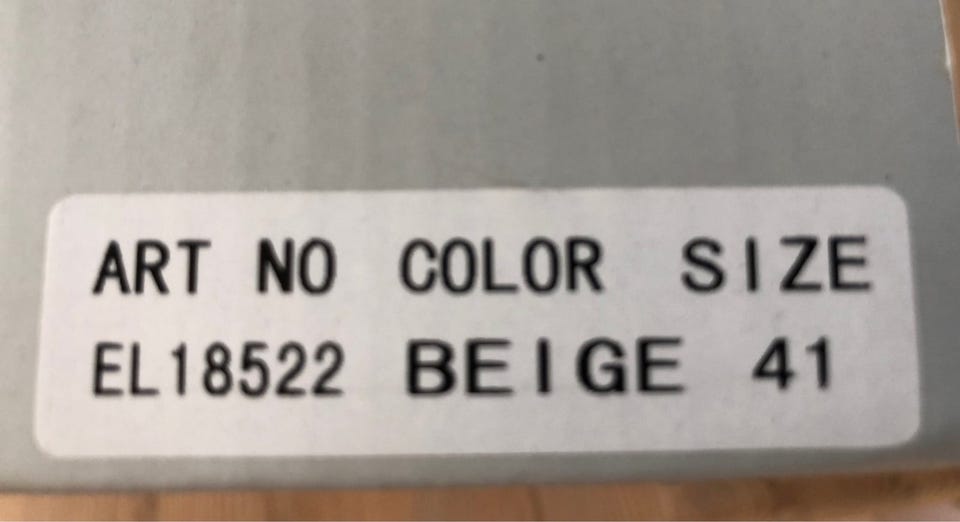 ART NO COLOR SIZE
EL18522 BEIGE 41